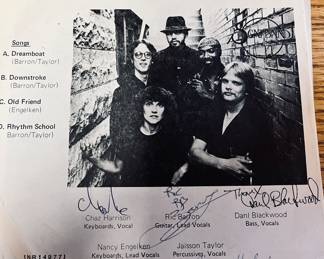 Songs
A. Dreamboat
(Barron/Taylor)
B. Downstroke
(Barron/Taylor)
C. Old Friend
(Engelken)
D. Rhythm School
Barron/Taylor)
Chaz Harrison
Keyboards, Vocal
Ric Barron
Guitar, Lead Vocals
Danl Blackwood
Bass, Vocals
Thanx
Danl Blackwood
Nancy Engelken
Keyboards, Lead Vocals
Jaisson Taylor
Percussives, Vocals
INR149771